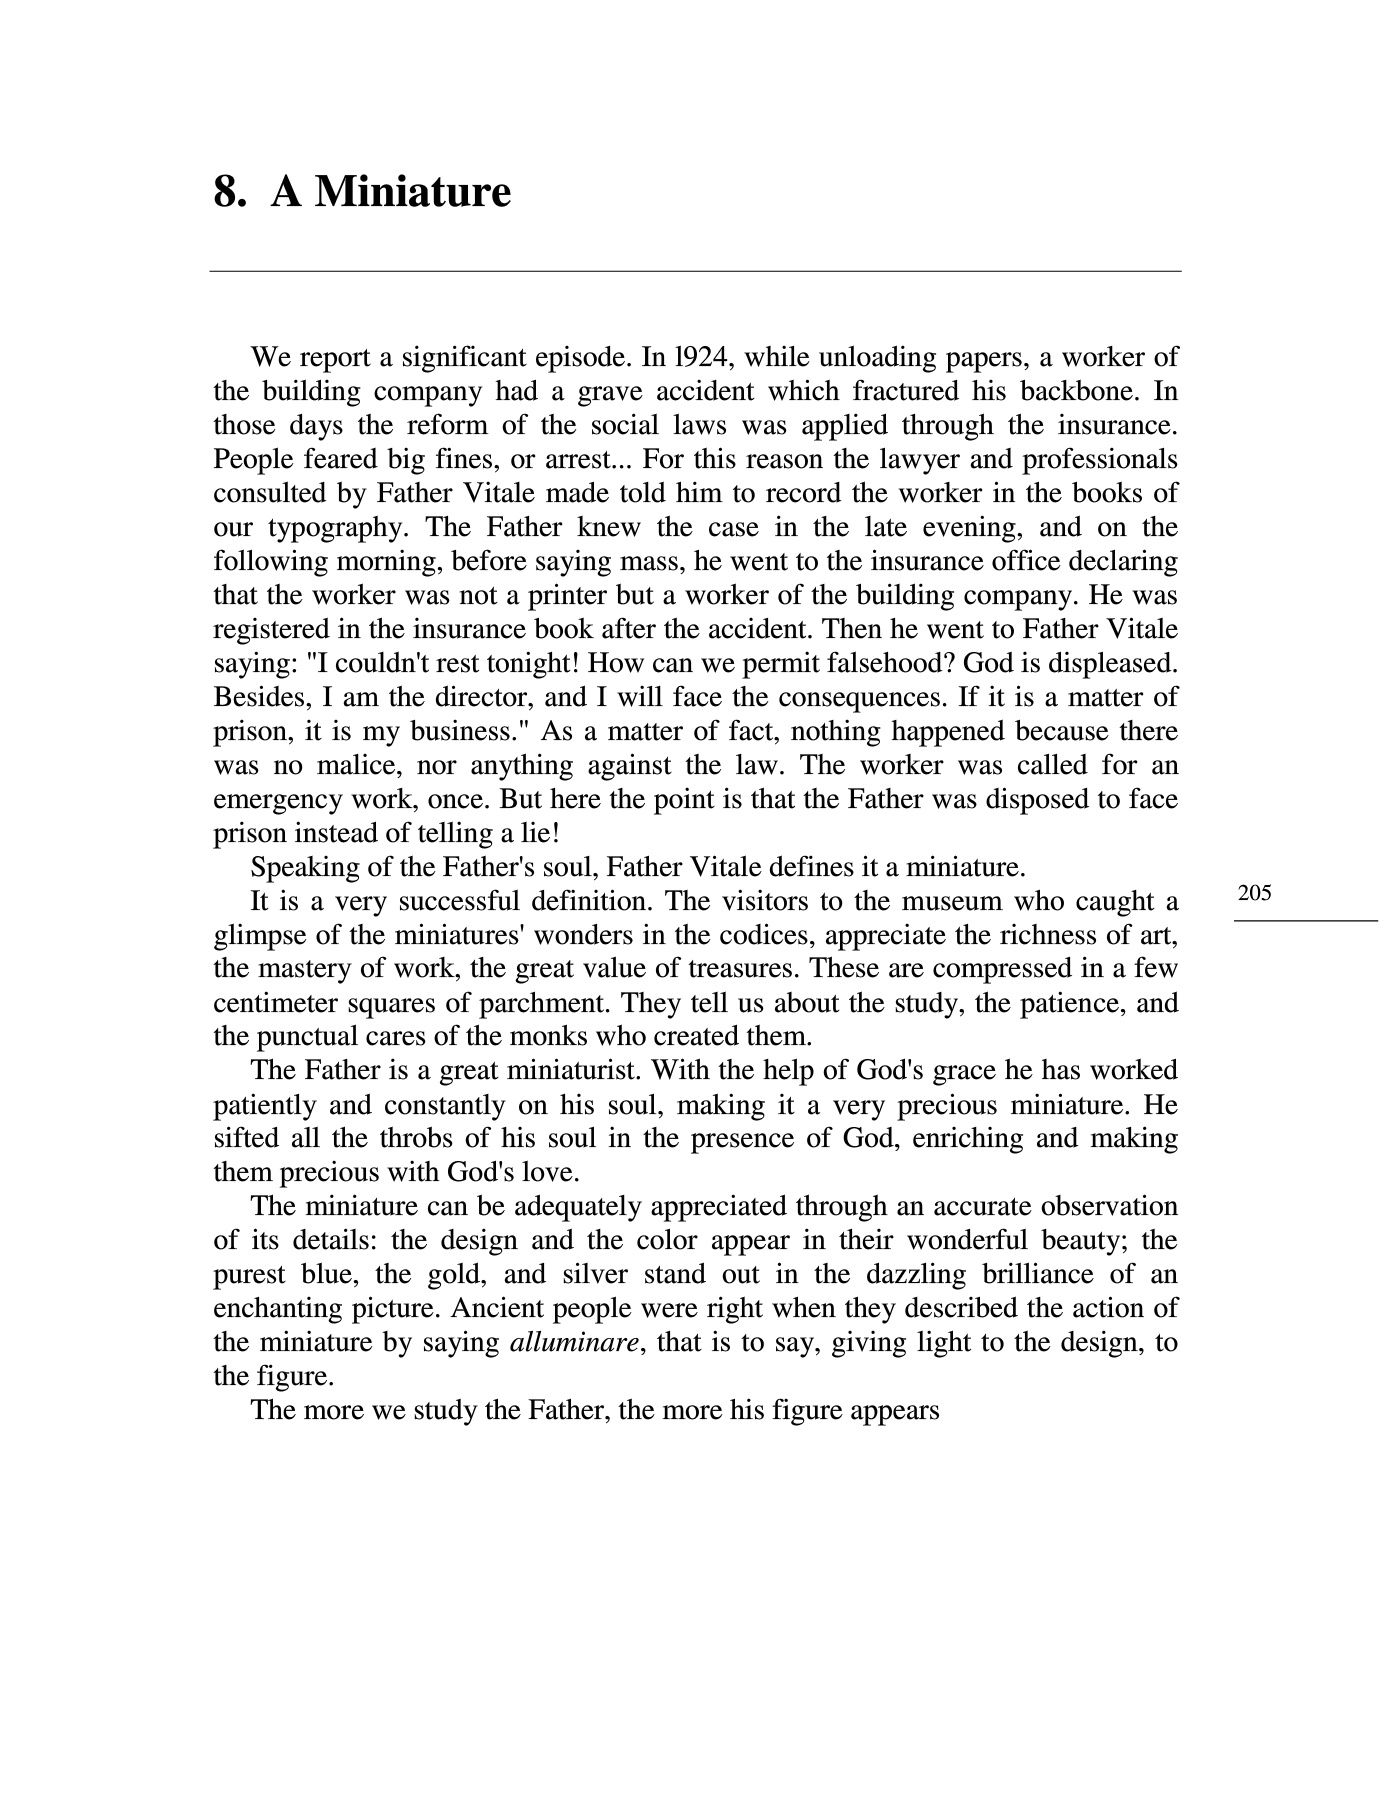 8. A Miniature
We report a significant episode. In 1924, while unloading papers, a worker of
the building company had a grave accident which fractured his backbone. In
those days the reform of the social laws was applied through the insurance.
People feared big fines, or arrest... For this reason the lawyer and professionals
consulted by Father Vitale made told him to record the worker in the books of
our typography. The Father knew the case in the late evening, and on the
following morning, before saying mass, he went to the insurance office declaring
that the worker was not a printer but a worker of the building company. He was
registered in the insurance book after the accident. Then he went to Father Vitale
saying: "I couldn't rest tonight! How can we permit falsehood? God is displeased.
Besides, I am the director, and I will face the consequences. If it is a matter of
prison, it is my business." As a matter of fact, nothing happened because there
was no malice, nor anything against the law. The worker was called for an
emergency work, once. But here the point is that the Father was disposed to face
prison instead of telling a lie!
Speaking of the Father's soul, Father Vitale defines it a miniature.
It is a very successful definition. The visitors to the museum who caught a
glimpse of the miniatures' wonders in the codices, appreciate the richness of art,
the mastery of work, the great value of treasures. These are compressed in a few
centimeter squares of parchment. They tell us about the study, the patience, and
the punctual cares of the monks who created them.
The Father is a great miniaturist. With the help of God's grace he has worked
patiently and constantly on his soul, making it a very precious miniature. He
sifted all the throbs of his soul in the presence of God, enriching and making
them precious with God's love.
The miniature can be adequately appreciated through an accurate observation
of its details: the design and the color appear in their wonderful beauty; the
purest blue, the gold, and silver stand out in the dazzling brilliance of an
enchanting picture. Ancient people were right when they described the action of
the miniature by saying alluminare, that is to say, giving light to the design, to
the figure.
The more we study the Father, the more his figure appears
205